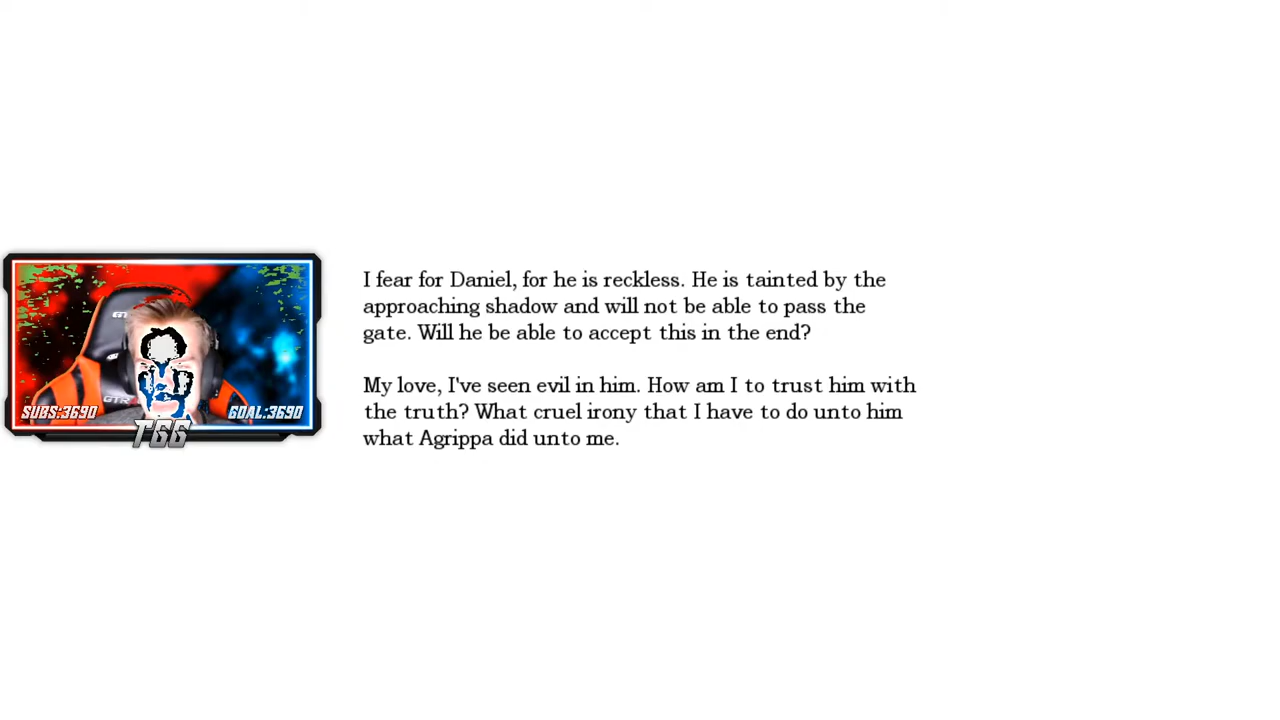 I fear for Daniel, for he is reckless. He is tainted by the
approaching shadow and will not be able to pass the
gate. Will he be able to accept this in the end?
My love, I've seen evil in him. How am I to trust him with
the truth? What cruel irony that I have to do unto him
what Agrippa did unto me.
SUBS:3690
GOAL:3690
T66